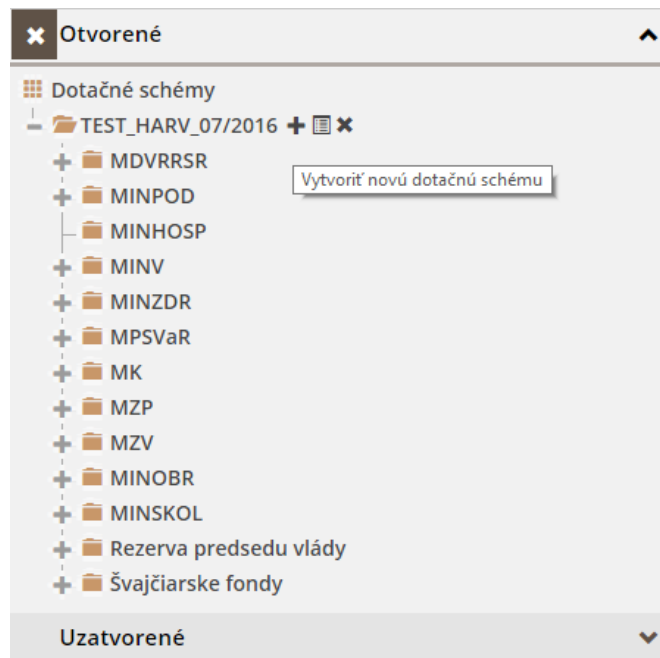 Otvorené
Dotačné schémy
TEST_HARV_07/2016
MDVRRSR
Vytvoriť novú dotačnú schému
MINPOD
MINHOSP
MINV
MINZDR
MPSVaR
MK
MZP
MZV
MINOBR
MINSKOL
Rezerva predsedu vlády
Švajčiarske fondy
Uzatvorené